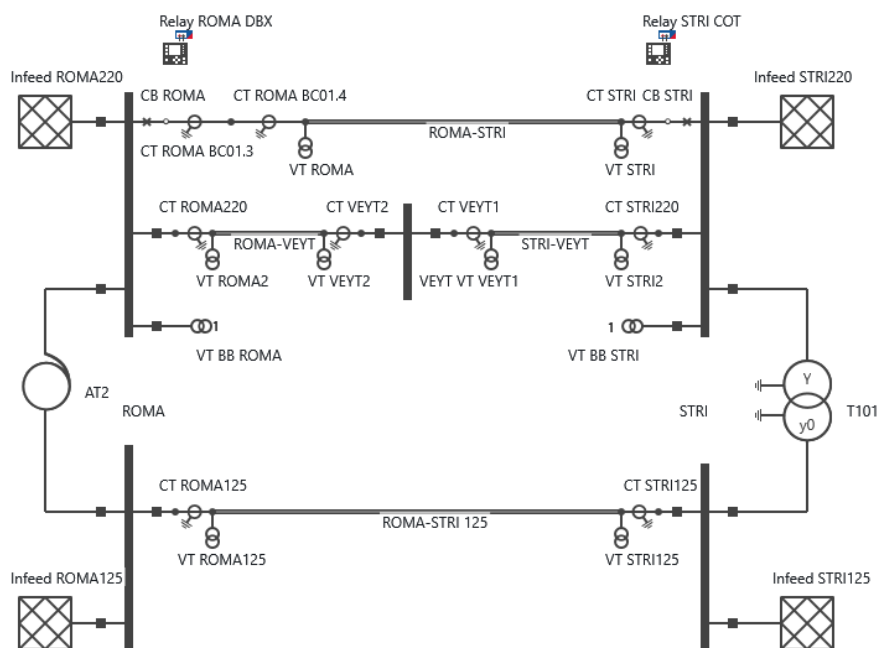 Relay ROMA DBX
Relay STRI COT
Infeed ROMA220
CB ROMA
CT ROMA BC01.4
CT STRI
CB STRI
Infeed STRI220
ROMA-STRI
CT ROMA BC01.3
VT ROMA
VT STRI
CT ROMA220
CT VEYT2
CT VEYT1
CT STRI220
ROMA-VEYT
STRI-VEYT
VT ROMA2
VT VEYT2
VEYT
VT VEYT1
VT STRI2
1
1
VT BB ROMA
VT BB STRI
Y
AT2
ROMA
STRI
T101
y0
CT ROMA125
CT STRI125
ROMA-STRI 125
VT ROMA125
VT STRI125
Infeed ROMA125
Infeed STRI125